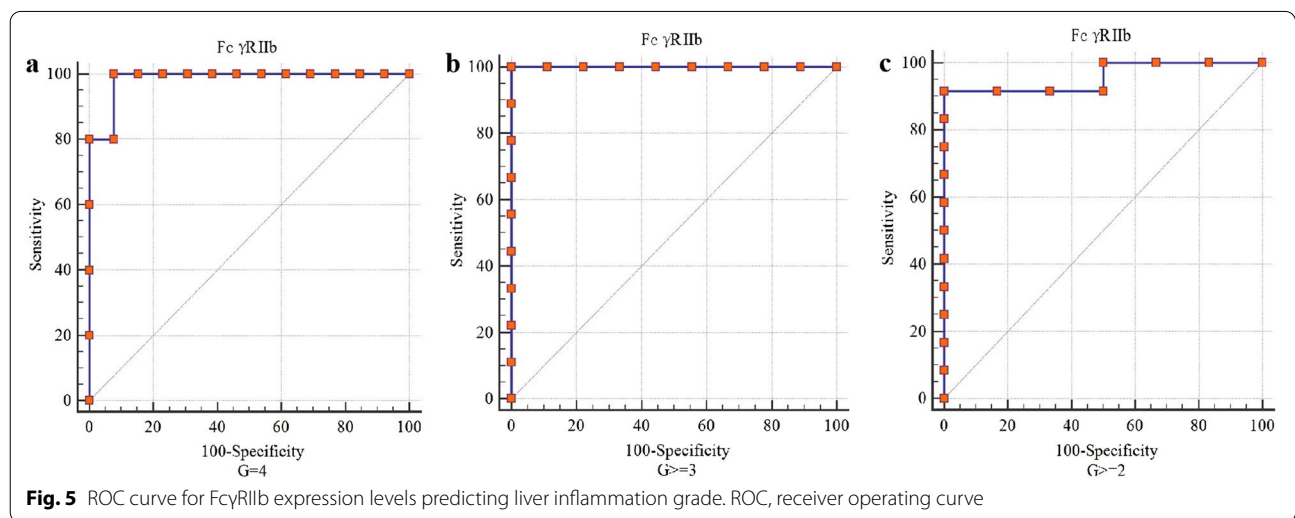 Fc γRIIb
a
100
80
60
40
20
0
Sensitivity
0 20 40 60 80 100
100-Specificity
G=4
Fc γRIIb
b
100
80
60
40
20
0
Sensitivity
0 20 40 60 80 100
100-Specificity
G>=3
Fc γRIIb
c
100
80
60
40
20
0
Sensitivity
0 20 40 60 80 100
100-Specificity
G>=2
Fig. 5 ROC curve for FcγRIIb expression levels predicting liver inflammation grade. ROC, receiver operating curve